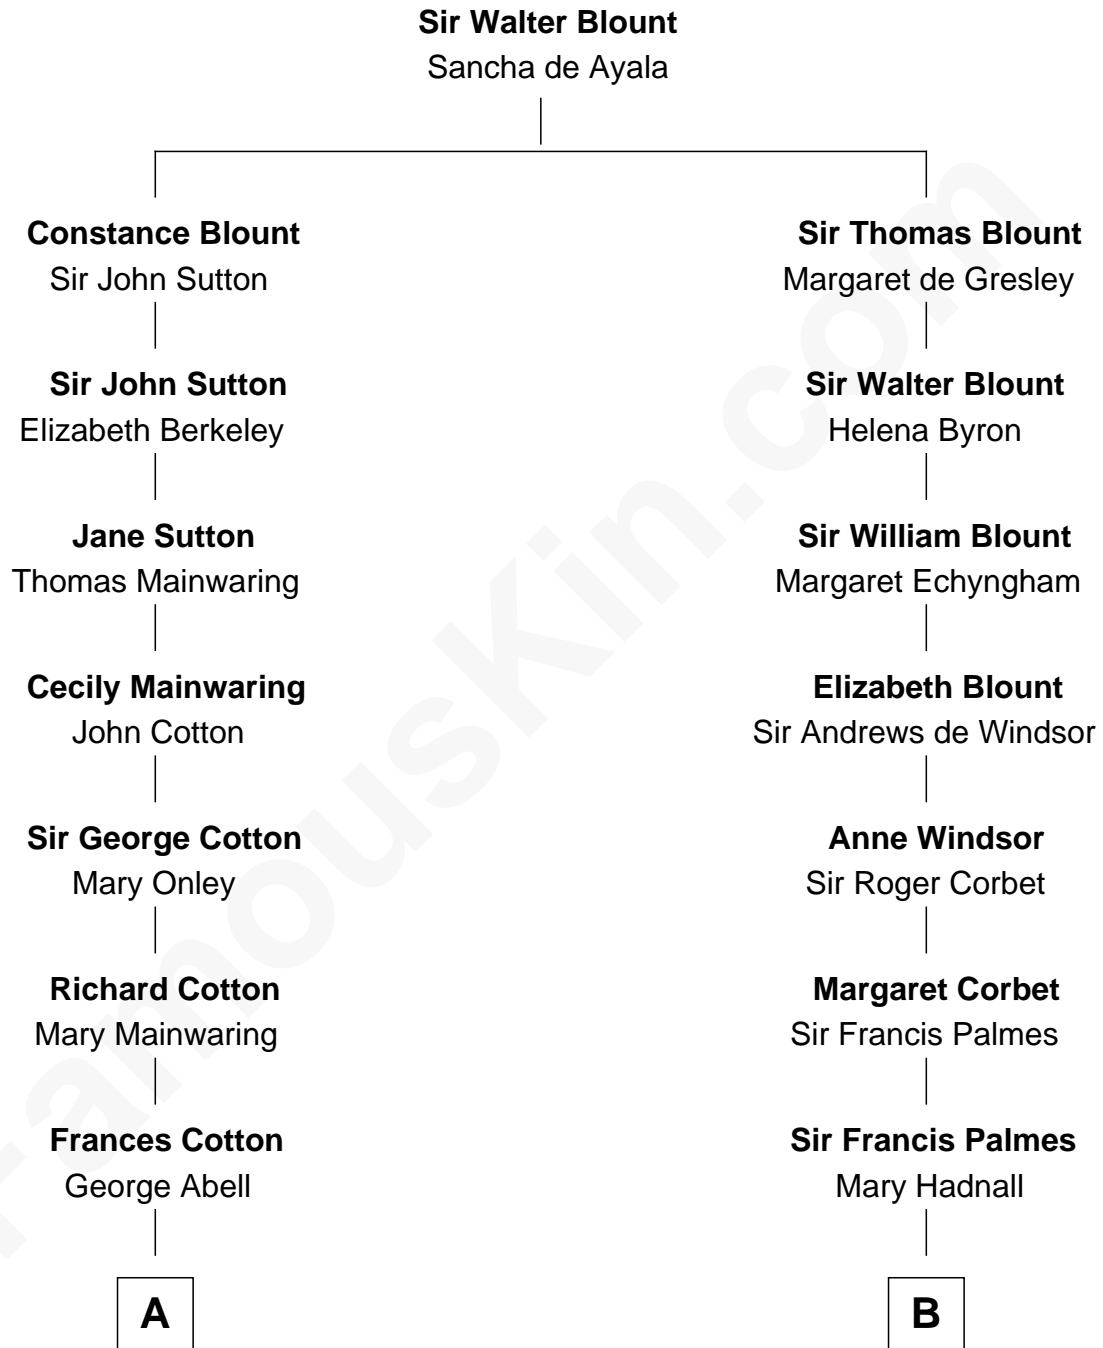 Sir Walter Blount
Sancha de Ayala
Constance Blount
Sir John Sutton
Sir Thomas Blount
Margaret de Gresley
Sir John Sutton
Elizabeth Berkeley
Sir Walter Blount
Helena Byron
Jane Sutton
Thomas Mainwaring
Sir William Blount
Margaret Echyngham
Cecily Mainwaring
John Cotton
Elizabeth Blount
Sir Andrews de Windsor
Sir George Cotton
Mary Onley
Anne Windsor
Sir Roger Corbet
Richard Cotton
Mary Mainwaring
Margaret Corbet
Sir Francis Palmes
Frances Cotton
George Abell
Sir Francis Palmes
Mary Hadnall
A
B
FamousKin.com